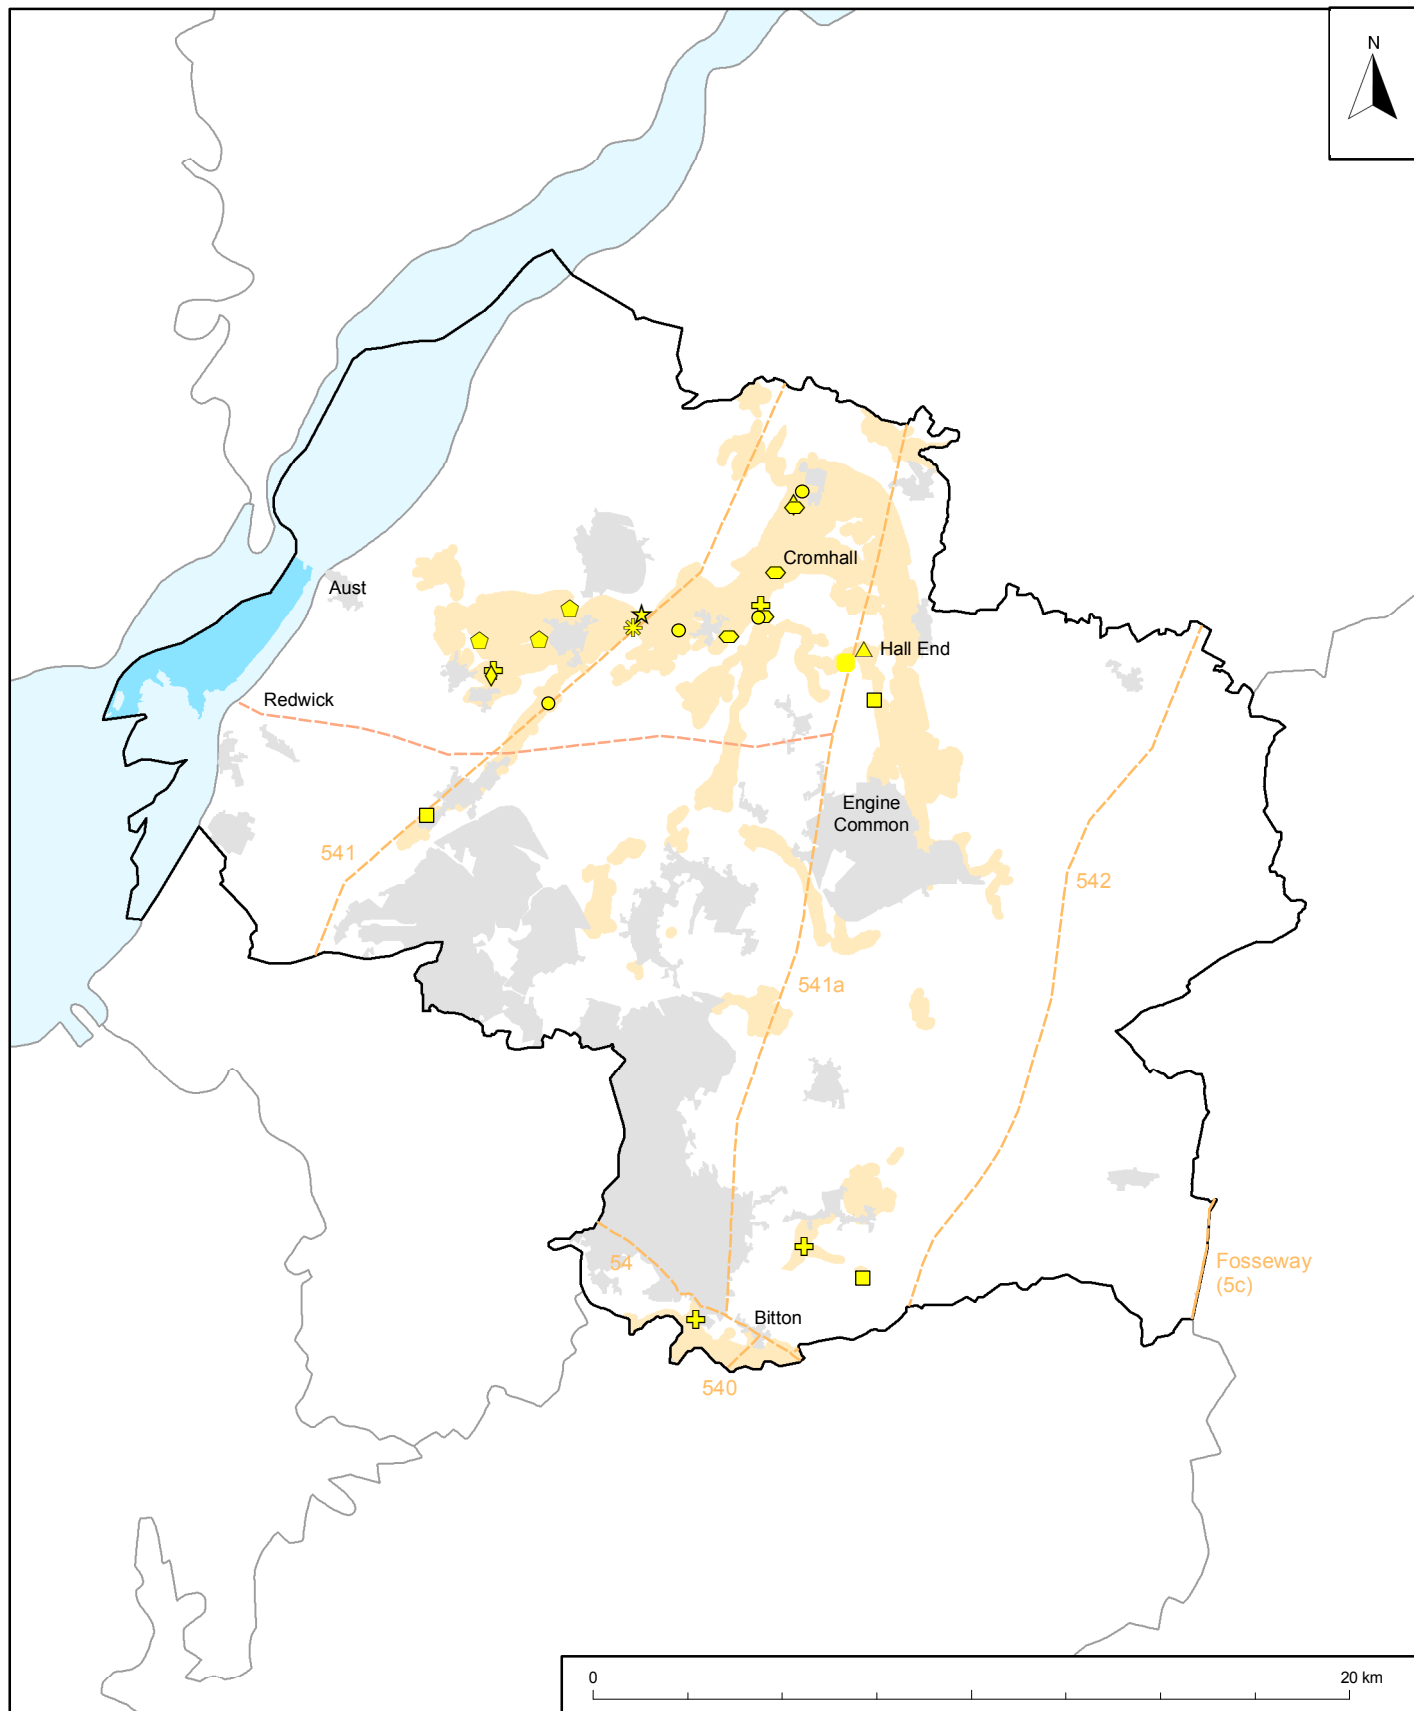 N
Cromhall
Aust
Hall End
Redwick
Engine
Common
541
542
541a
Fosseway
(5c)
54
Bitton
540
0
20 km